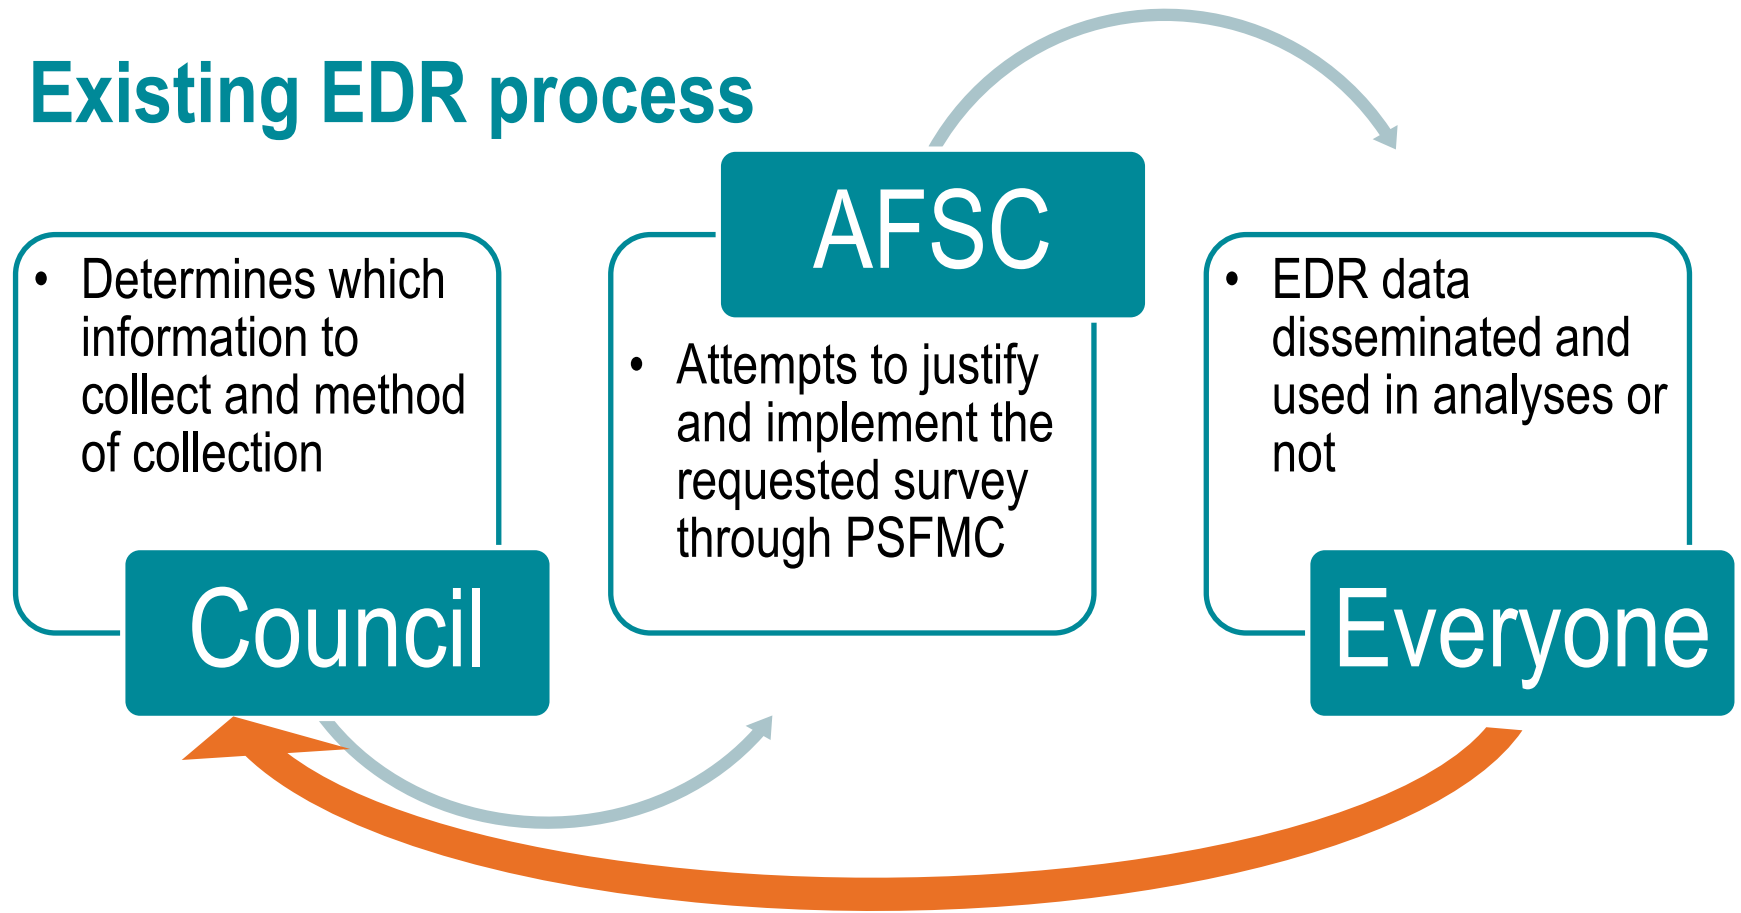 Existing EDR process
• Determines which
information to
collect and method
of collection
Council
AFSC
• Attempts to justify
and implement the
requested survey
through PSFMC
• EDR data
disseminated and
used in analyses or
not
Everyone